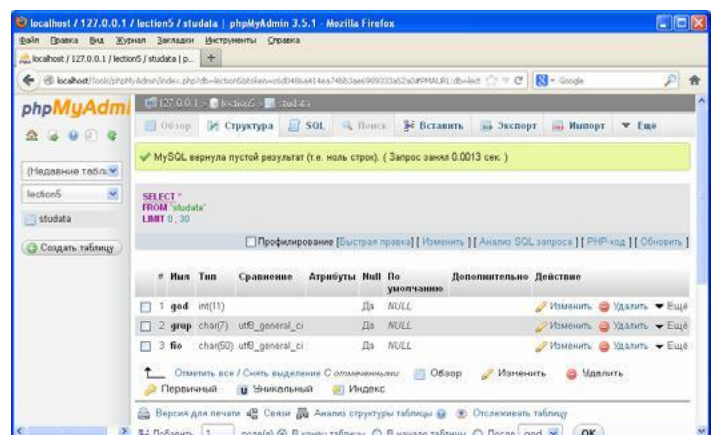 localhost / 127.0.0.1 / lection5 / studata | phpMyAdmin 3.5.1 - Mozilla Firefox
Файл Правка Вид Журнал Закладки Инструменты Справка
localhost / 127.0.0.1 / lection5 / studata | p...
Google
phpMyAdmi
127.0.0.1 > lection5 > studata
Обзор Структура SQL Поиск Вставить Экспорт Импорт Еще
MySQL вернула пустой результат (т.е. ноль строк). ( Запрос занял 0.0013 сек. )
(Недавние табли
lection5
SELECT *
FROM `studata`
LIMIT 0 , 30
studata
Создать таблицу
Профилирование [Быстрая правка] [ Изменить ] [ Анализ SQL запроса ] [ PHP-код ] [ Обновить ]
# Имя Тип Сравнение Атрибуты Null По умолчанию Дополнительно Действие
1 god int(11) Да NULL Изменить Удалить Ещё
2 grup char(7) utf8_general_ci Да NULL Изменить Удалить Ещё
3 fio char(50) utf8_general_ci Да NULL Изменить Удалить Ещё
Отметить все / Снять выделение С отмеченными: Обзор Изменить Удалить
Первичный Уникальный Индекс
Версия для печати Связи Анализ структуры таблицы Отслеживать таблицу
Добавить 1 поле(я) В конец таблицы В начало таблицы После god OK